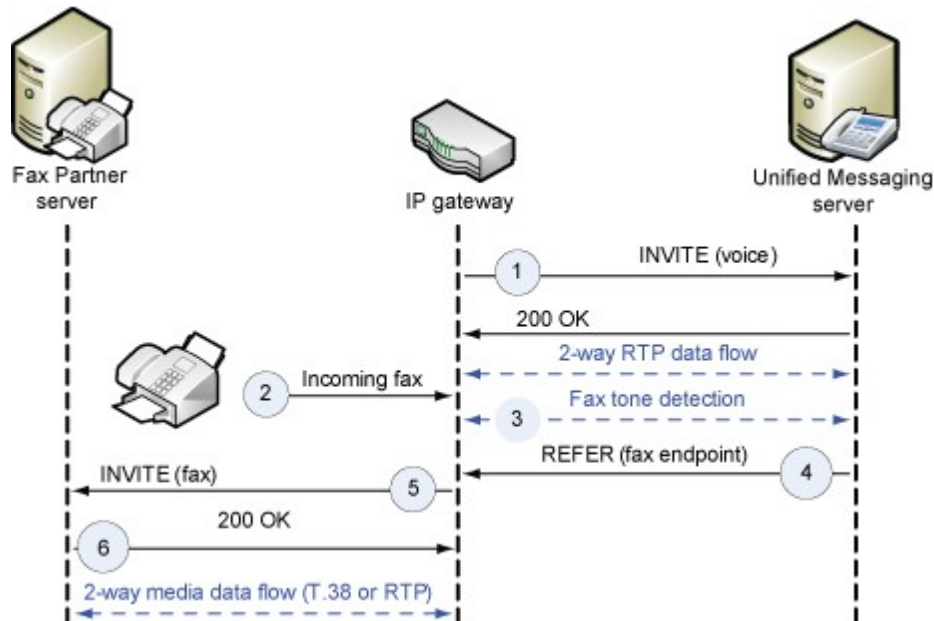 Fax Partner
server
IP gateway
Unified Messaging
server
1
INVITE (voice)
200 OK
2-way RTP data flow
2
Incoming fax
Fax tone detection
3
REFER (fax endpoint)
4
INVITE (fax)
5
200 OK
6
2-way media data flow (T.38 or RTP)